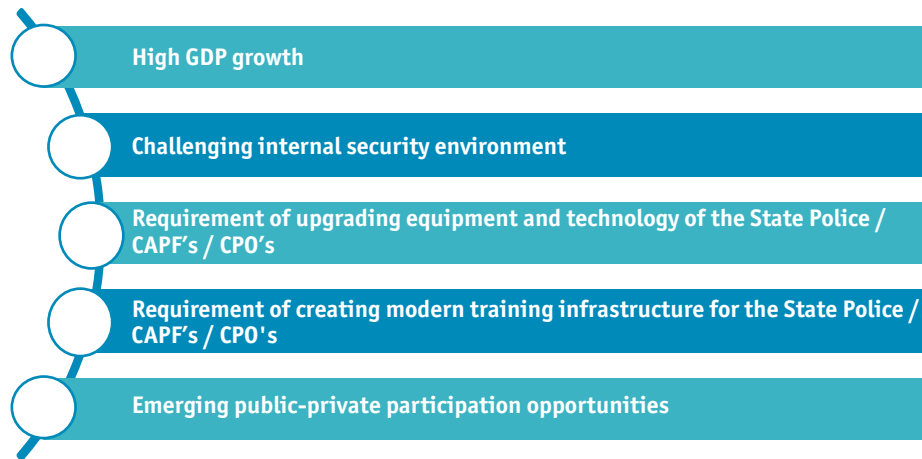 High GDP growth
Challenging internal security environment
Requirement of upgrading equipment and technology of the State Police /
CAPF’s / CPO’s
Requirement of creating modern training infrastructure for the State Police /
CAPF’s / CPO's
Emerging public-private participation opportunities